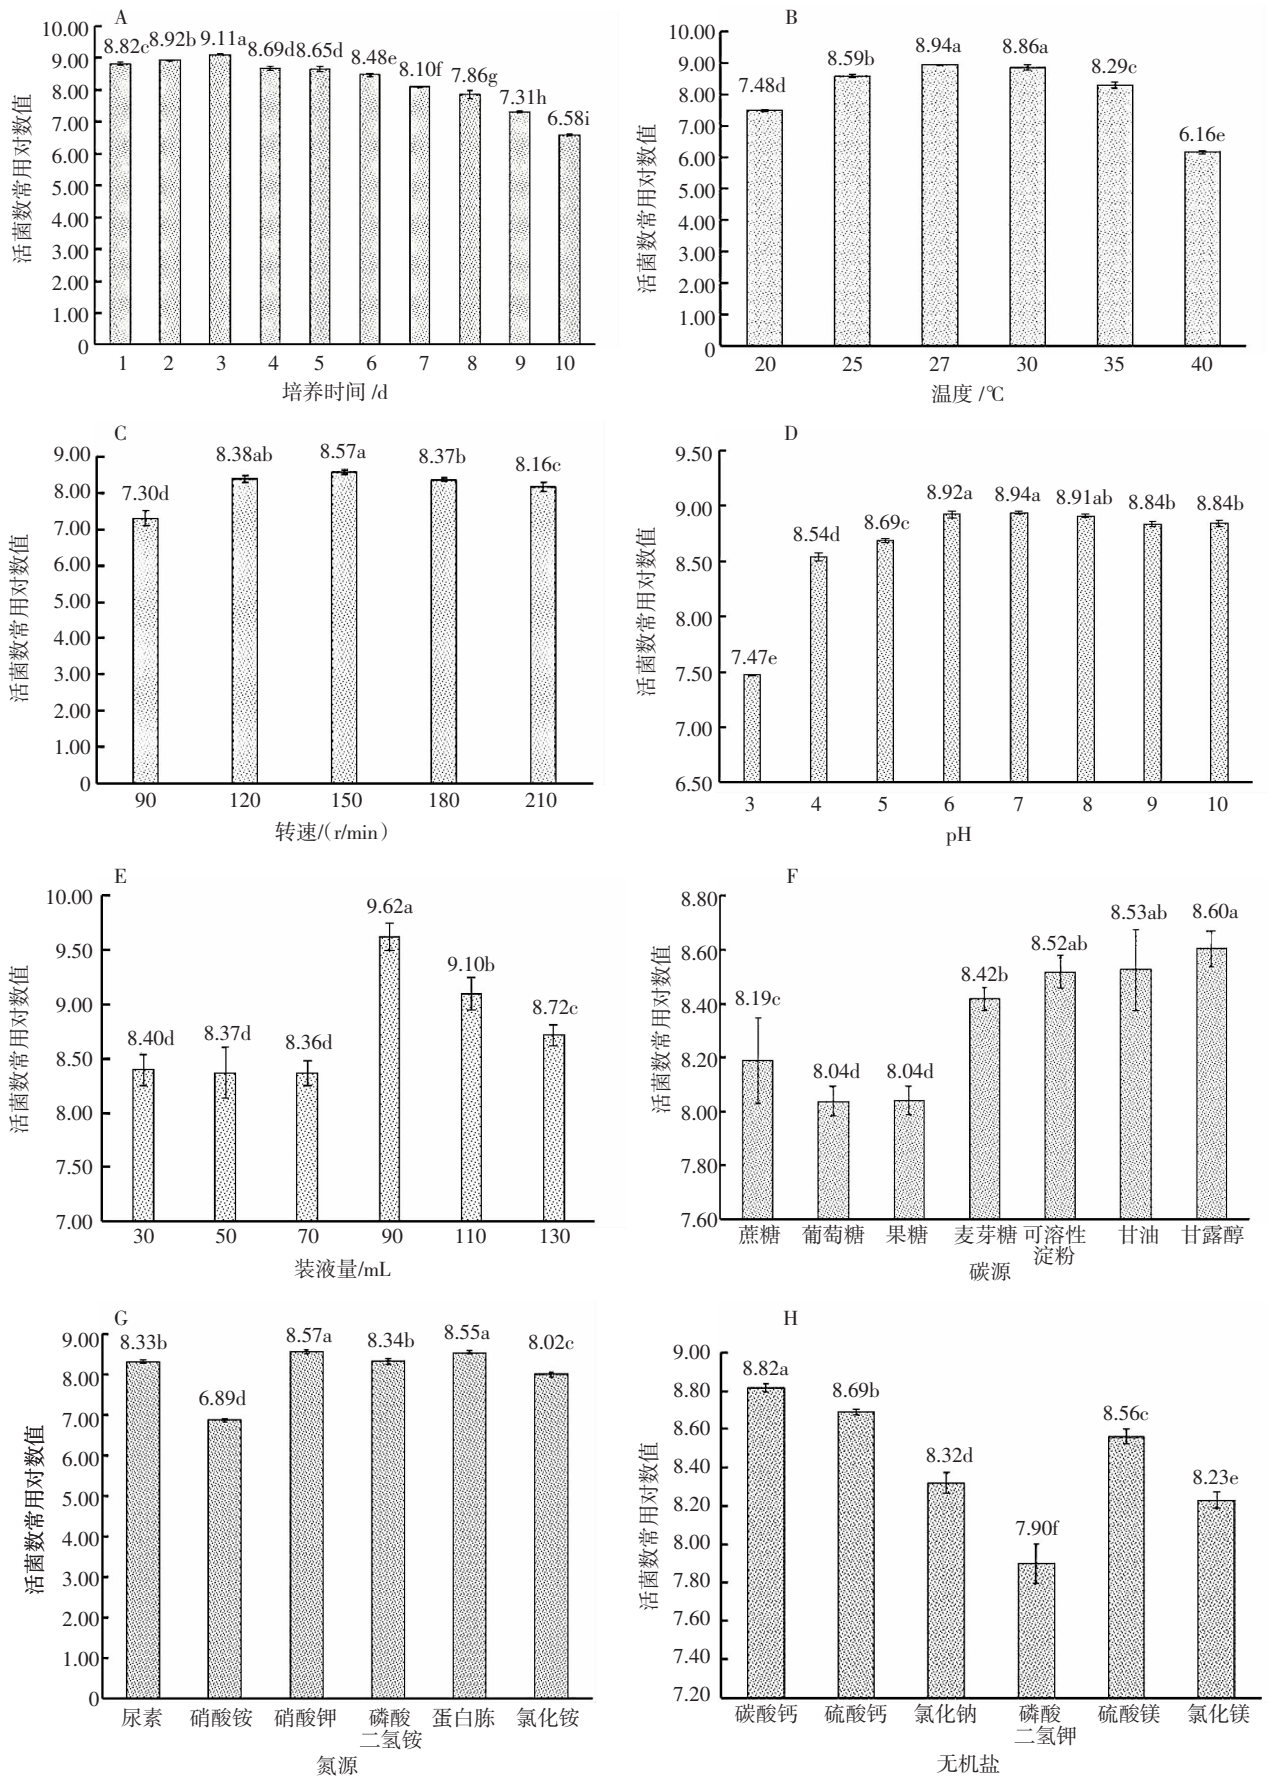 A
活菌数常用对数值
10.00
9.00
8.00
7.00
6.00
5.00
4.00
3.00
2.00
1.00
0
8.82c
8.92b
9.11a
8.69d
8.65d
8.48e
8.10f
7.86g
7.31h
6.58i
1 2 3 4 5 6 7 8 9 10
培养时间 /d
B
活菌数常用对数值
10.00
9.00
8.00
7.00
6.00
5.00
4.00
3.00
2.00
1.00
0
7.48d
8.59b
8.94a
8.86a
8.29c
6.16e
20 25 27 30 35 40
温度 /℃
C
活菌数常用对数值
9.00
8.00
7.00
6.00
5.00
4.00
3.00
2.00
1.00
0
7.30d
8.38ab
8.57a
8.37b
8.16c
90 120 150 180 210
转速/(r/min)
D
活菌数常用对数值
9.50
9.00
8.50
8.00
7.50
7.00
6.50
7.47e
8.54d
8.69c
8.92a
8.94a
8.91ab
8.84b
8.84b
3 4 5 6 7 8 9 10
pH
E
活菌数常用对数值
10.00
9.50
9.00
8.50
8.00
7.50
7.00
8.40d
8.37d
8.36d
9.62a
9.10b
8.72c
30 50 70 90 110 130
装液量/mL
F
活菌数常用对数值
8.80
8.60
8.40
8.20
8.00
7.80
7.60
8.19c
8.04d
8.04d
8.42b
8.52ab
8.53ab
8.60a
蔗糖 葡萄糖 果糖 麦芽糖 可溶性 甘油 甘露醇
淀粉
碳源
G
活菌数常用对数值
9.00
8.00
7.00
6.00
5.00
4.00
3.00
2.00
1.00
0
8.33b
6.89d
8.57a
8.34b
8.55a
8.02c
尿素 硝酸铵 硝酸钾 磷酸 蛋白胨 氯化铵
二氢铵
氮源
H
活菌数常用对数值
9.00
8.80
8.60
8.40
8.20
8.00
7.80
7.60
7.40
7.20
8.82a
8.69b
8.32d
7.90f
8.56c
8.23e
碳酸钙 硫酸钙 氯化钠 磷酸 硫酸镁 氯化镁
二氢钾
无机盐